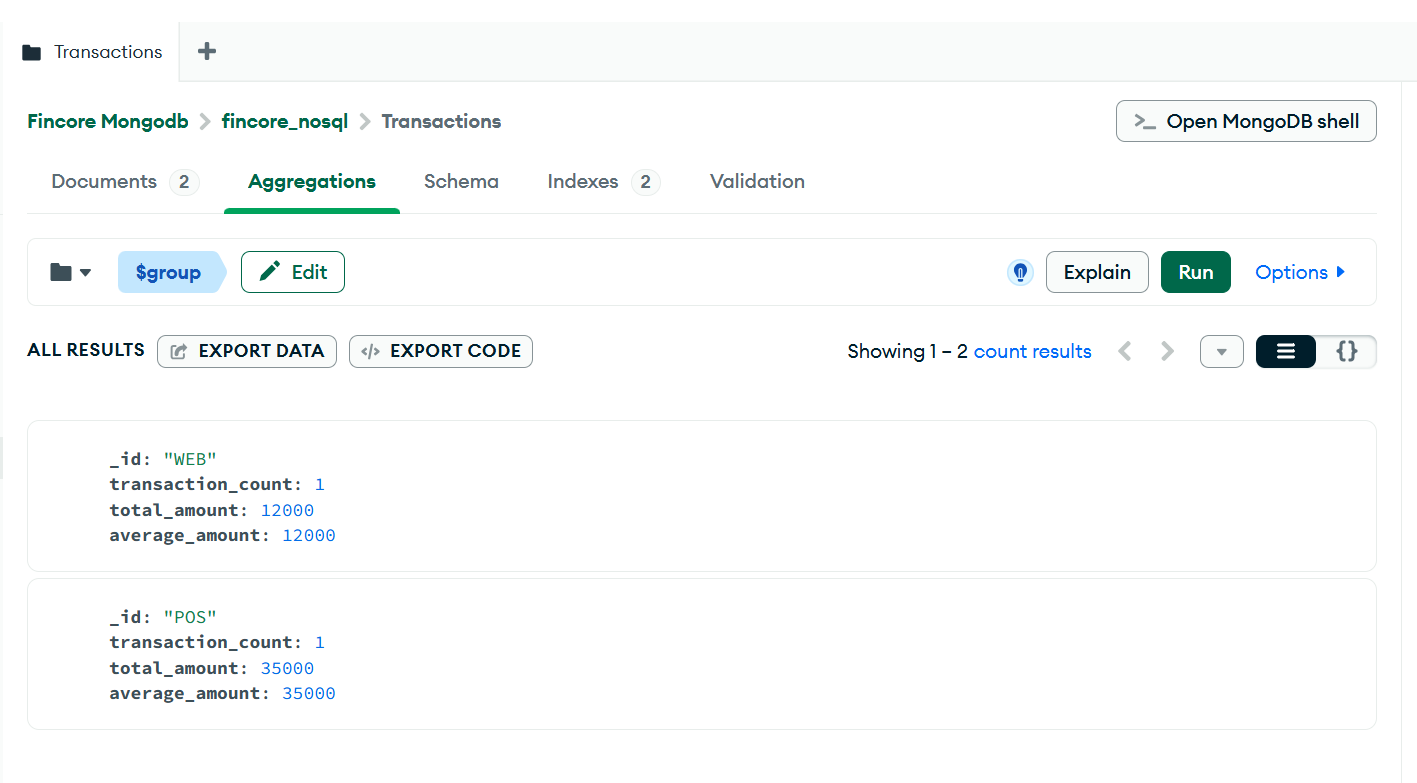 Transactions
Fincore Mongodb fincore_nosql Transactions
>_ Open MongoDB shell
Documents 2 Aggregations Schema Indexes 2 Validation
$group Edit Explain Run Options
ALL RESULTS EXPORT DATA </> EXPORT CODE Showing 1 – 2 count results {}
_id: "WEB"
transaction_count: 1
total_amount: 12000
average_amount: 12000
_id: "POS"
transaction_count: 1
total_amount: 35000
average_amount: 35000